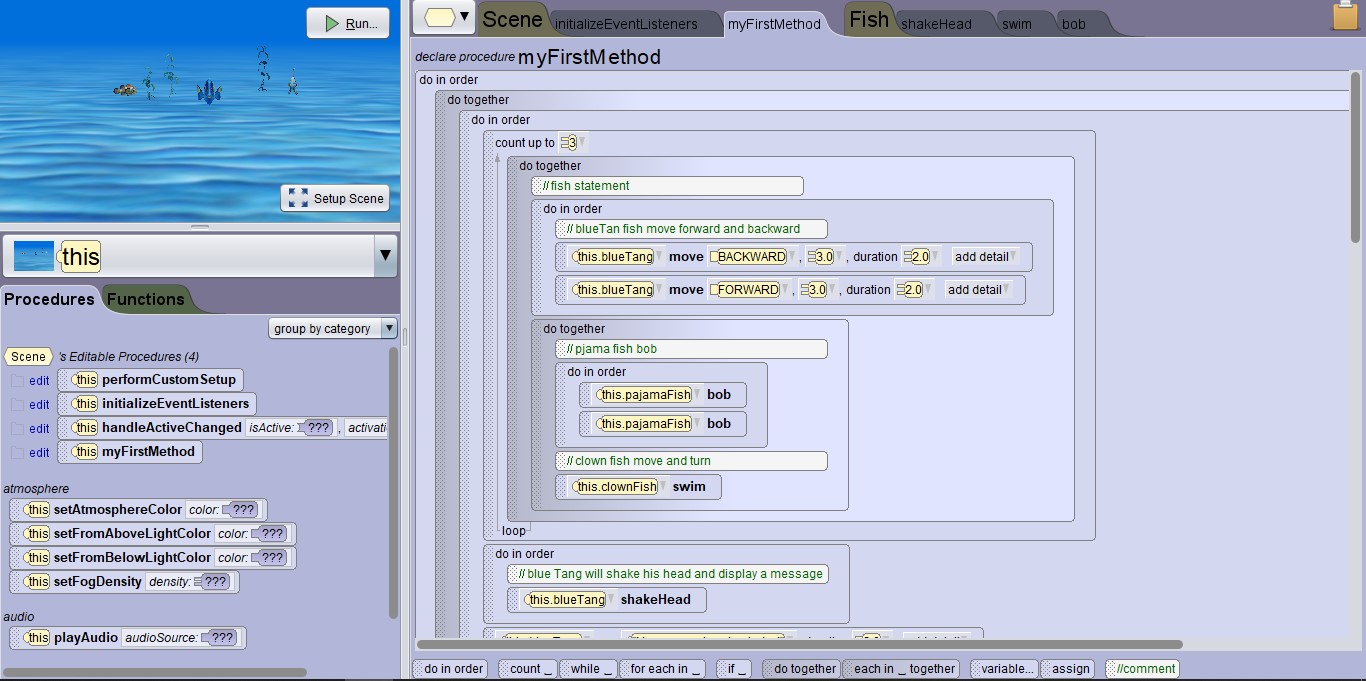 Run...
Setup Scene
this
Procedures Functions
group by category
Scene 's Editable Procedures (4)
edit this performCustomSetup
edit this initializeEventListeners
edit this handleActiveChanged isActive: ??? , activati
edit this myFirstMethod
atmosphere
this setAtmosphereColor color: ???
this setFromAboveLightColor color: ???
this setFromBelowLightColor color: ???
this setFogDensity density: ???
audio
this playAudio audioSource: ???
Scene initializeEventListeners myFirstMethod Fish shakeHead swim bob
declare procedure myFirstMethod
do in order
do together
do in order
count up to 3
do together
//fish statement
do in order
// blueTan fish move forward and backward
this.blueTang move BACKWARD , 3.0 , duration 2.0 add detail
this.blueTang move FORWARD , 3.0 , duration 2.0 add detail
do together
// pjama fish bob
do in order
this.pajamaFish bob
this.pajamaFish bob
// clown fish move and turn
this.clownFish swim
loop
do in order
// blue Tang will shake his head and display a message
this.blueTang shakeHead
do in order count _ while _ for each in _ if _ do together each in _ together variable... assign //comment